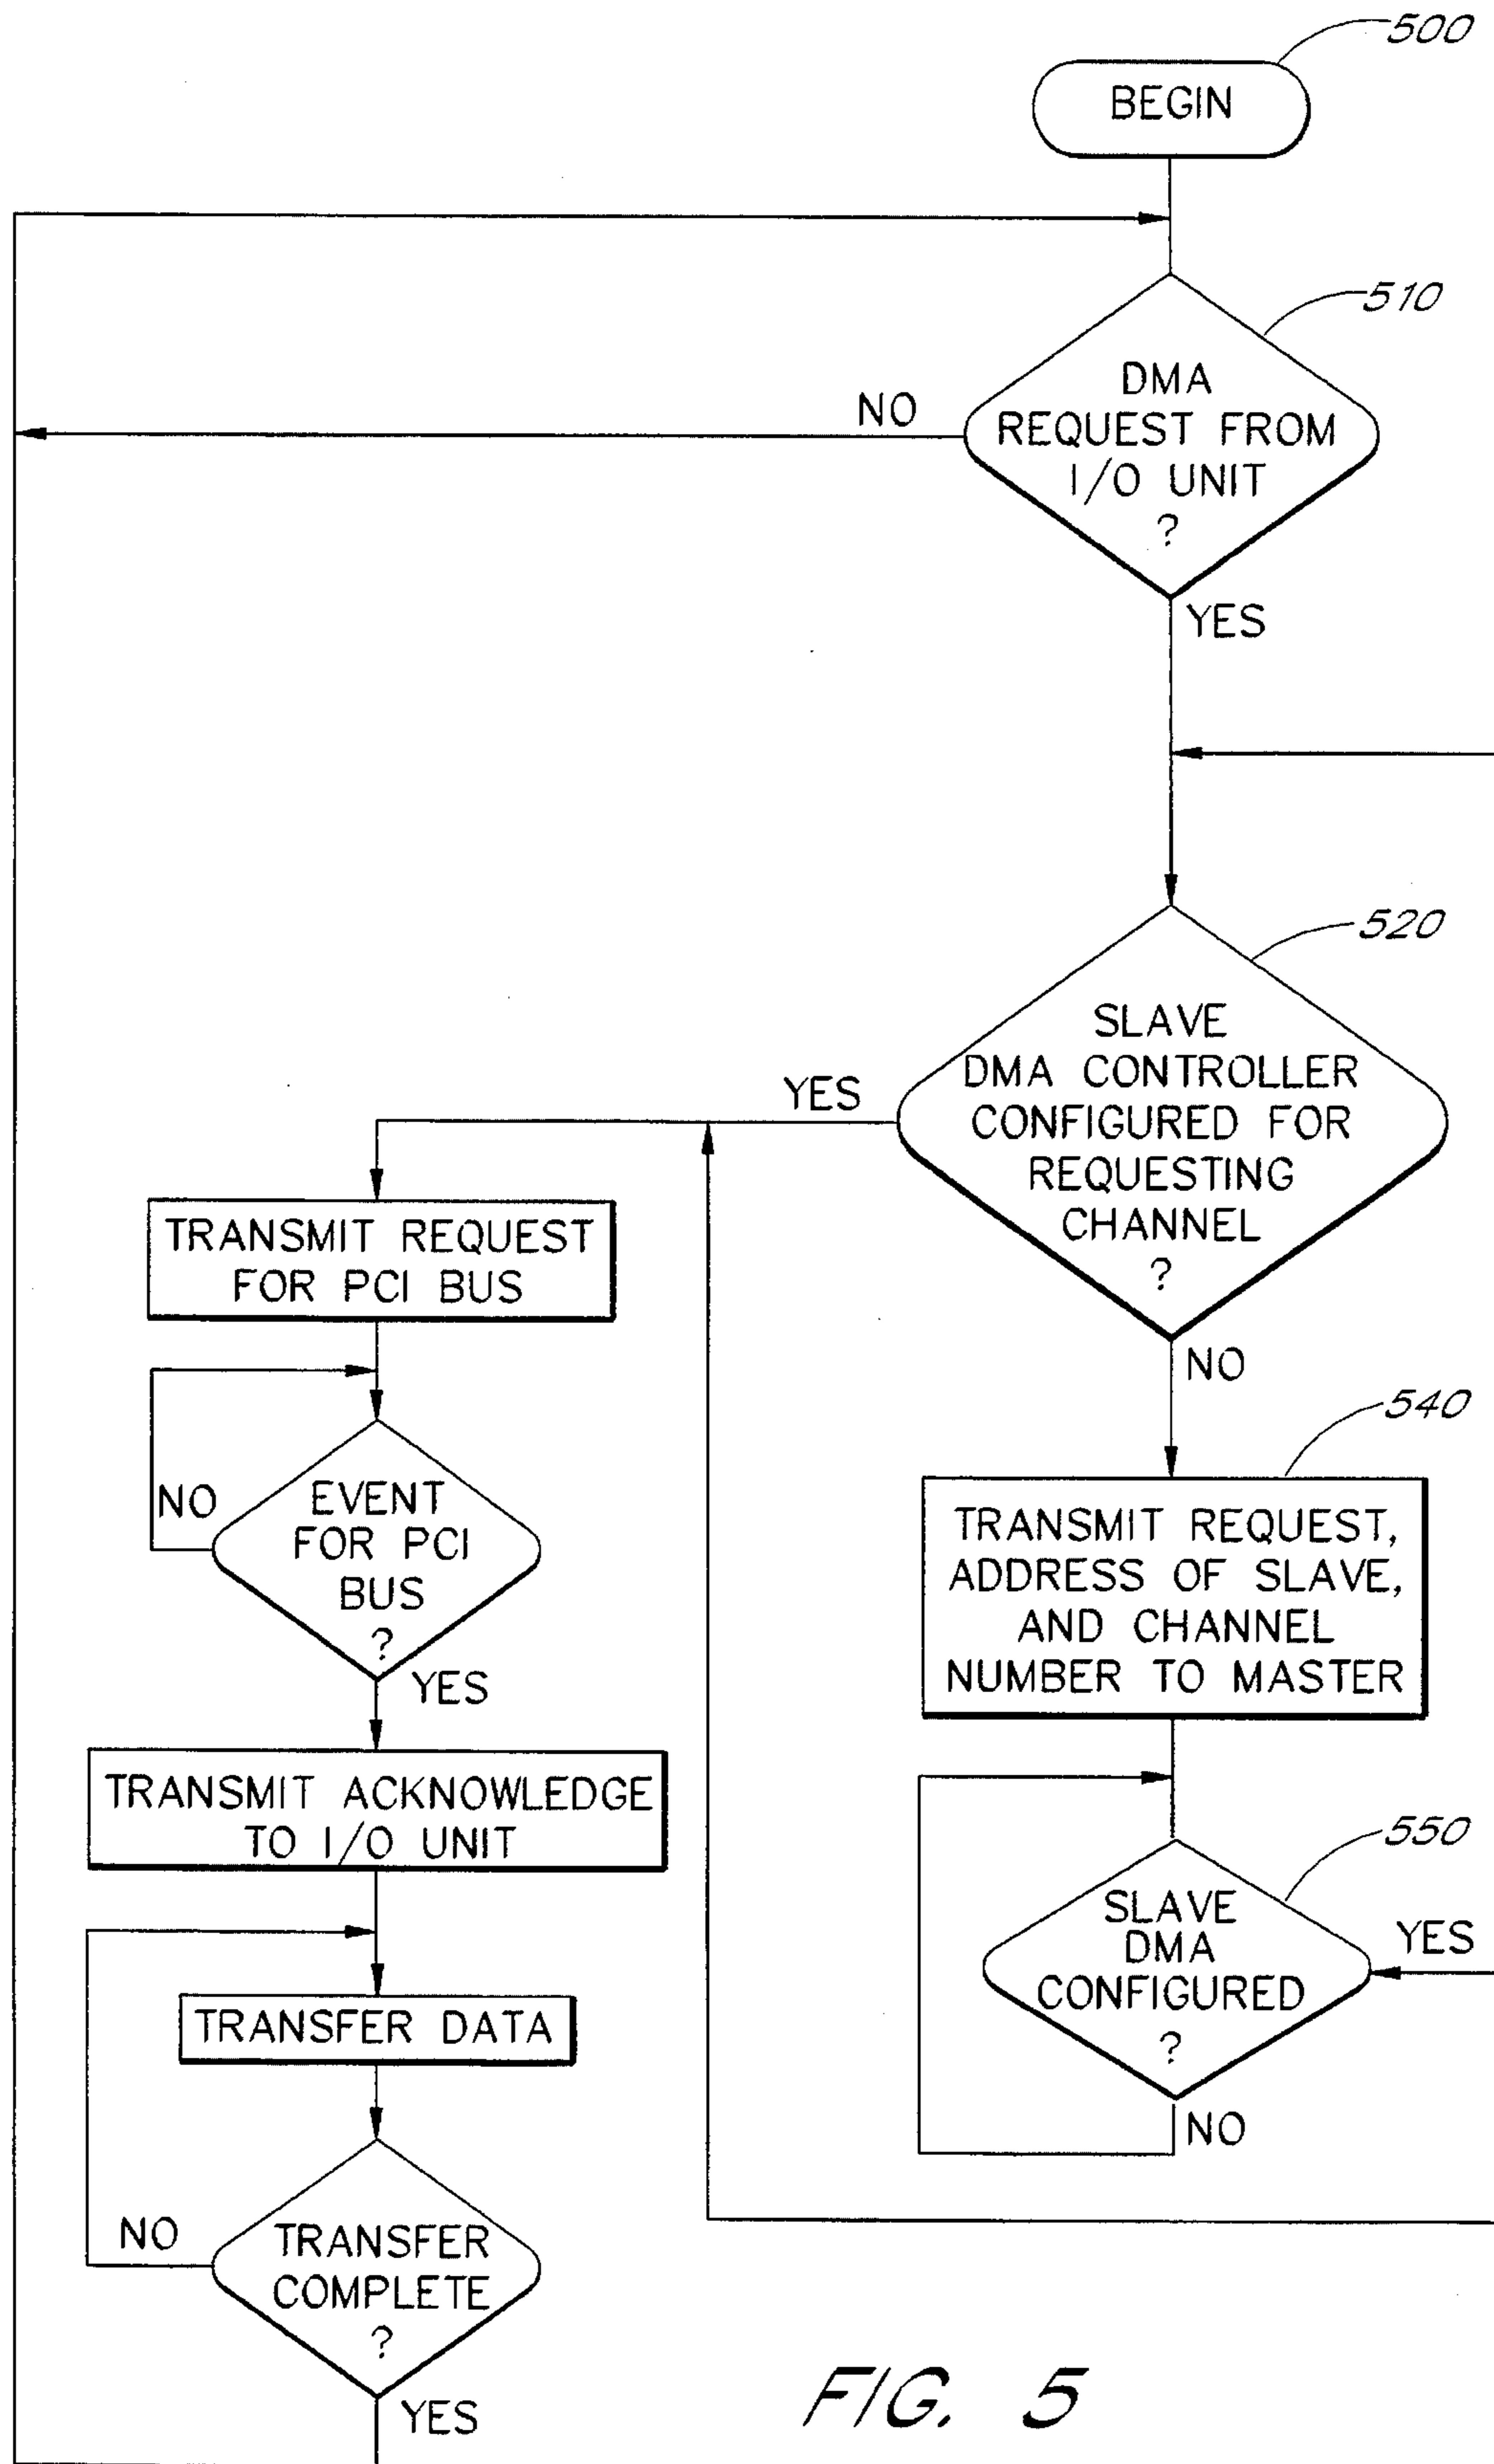 500
BEGIN
510
DMA
REQUEST FROM
I/O UNIT
?
NO
YES
520
SLAVE
DMA CONTROLLER
CONFIGURED FOR
REQUESTING
CHANNEL
?
YES
NO
TRANSMIT REQUEST
FOR PCI BUS
EVENT
FOR PCI
BUS
?
NO
YES
TRANSMIT ACKNOWLEDGE
TO I/O UNIT
TRANSFER DATA
TRANSFER
COMPLETE
?
NO
YES
540
TRANSMIT REQUEST,
ADDRESS OF SLAVE,
AND CHANNEL
NUMBER TO MASTER
550
SLAVE
DMA
CONFIGURED
?
YES
NO
FIG. 5